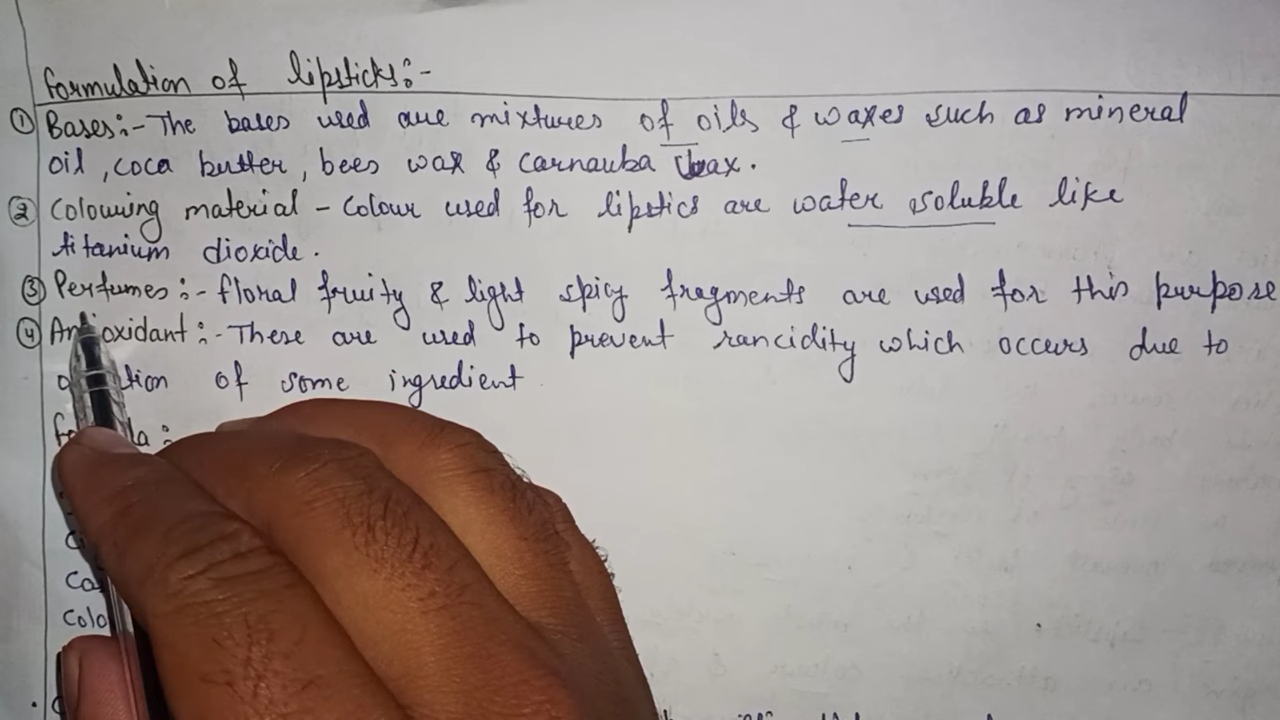 formulation of lipsticks:-
① Bases:- The bases used are mixtures of oils & waxes such as mineral
oil, coca butter, bees wax & carnauba wax.
② Colouring material - Colour used for lipstics are water soluble like
titanium dioxide.
③ Perfumes:- floral fruity & light spicy fragments are used for this purpose
④ Antioxidant:- These are used to prevent rancidity which occurs due to
of some ingredient